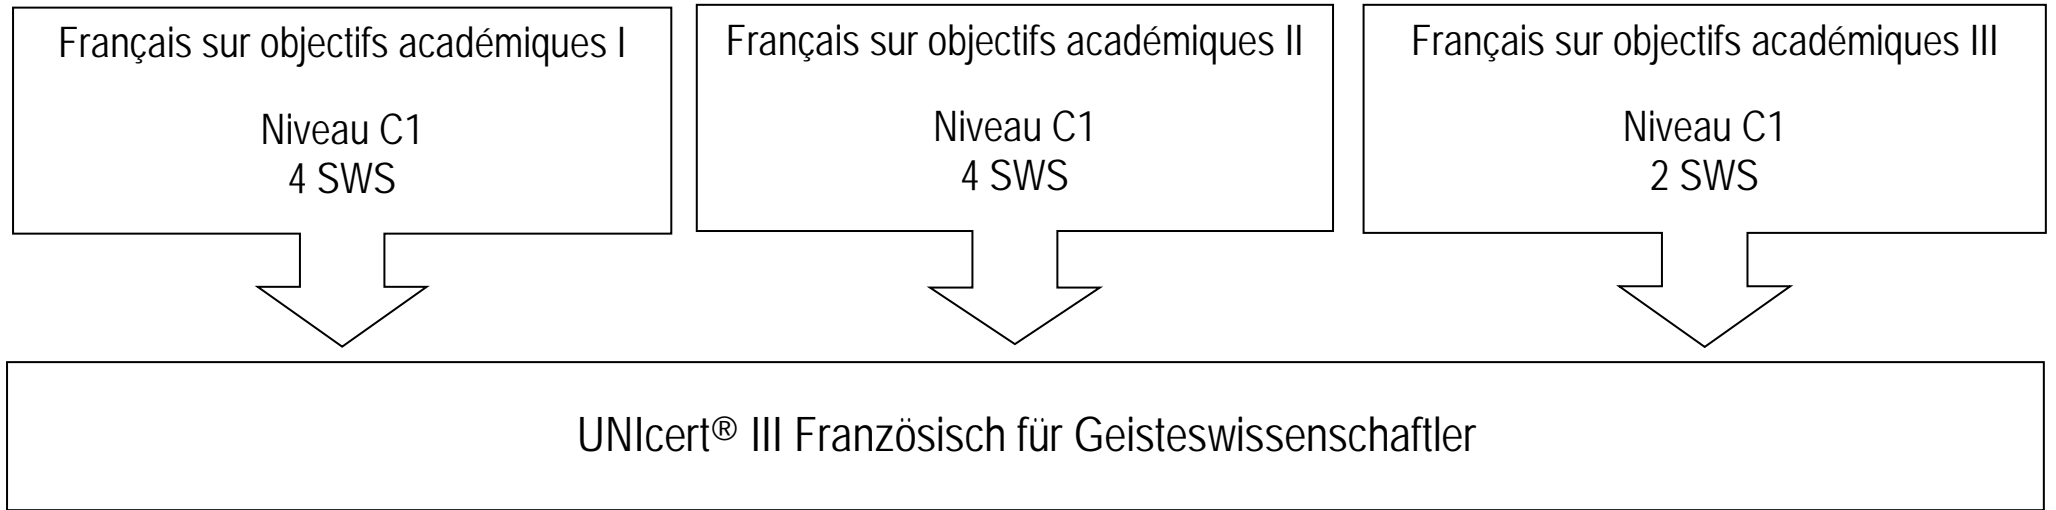 Français sur objectifs académiques I
Niveau C1
4 SWS
Français sur objectifs académiques II
Niveau C1
4 SWS
Français sur objectifs académiques III
Niveau C1
2 SWS
UNIcert® III Französisch für Geisteswissenschaftler